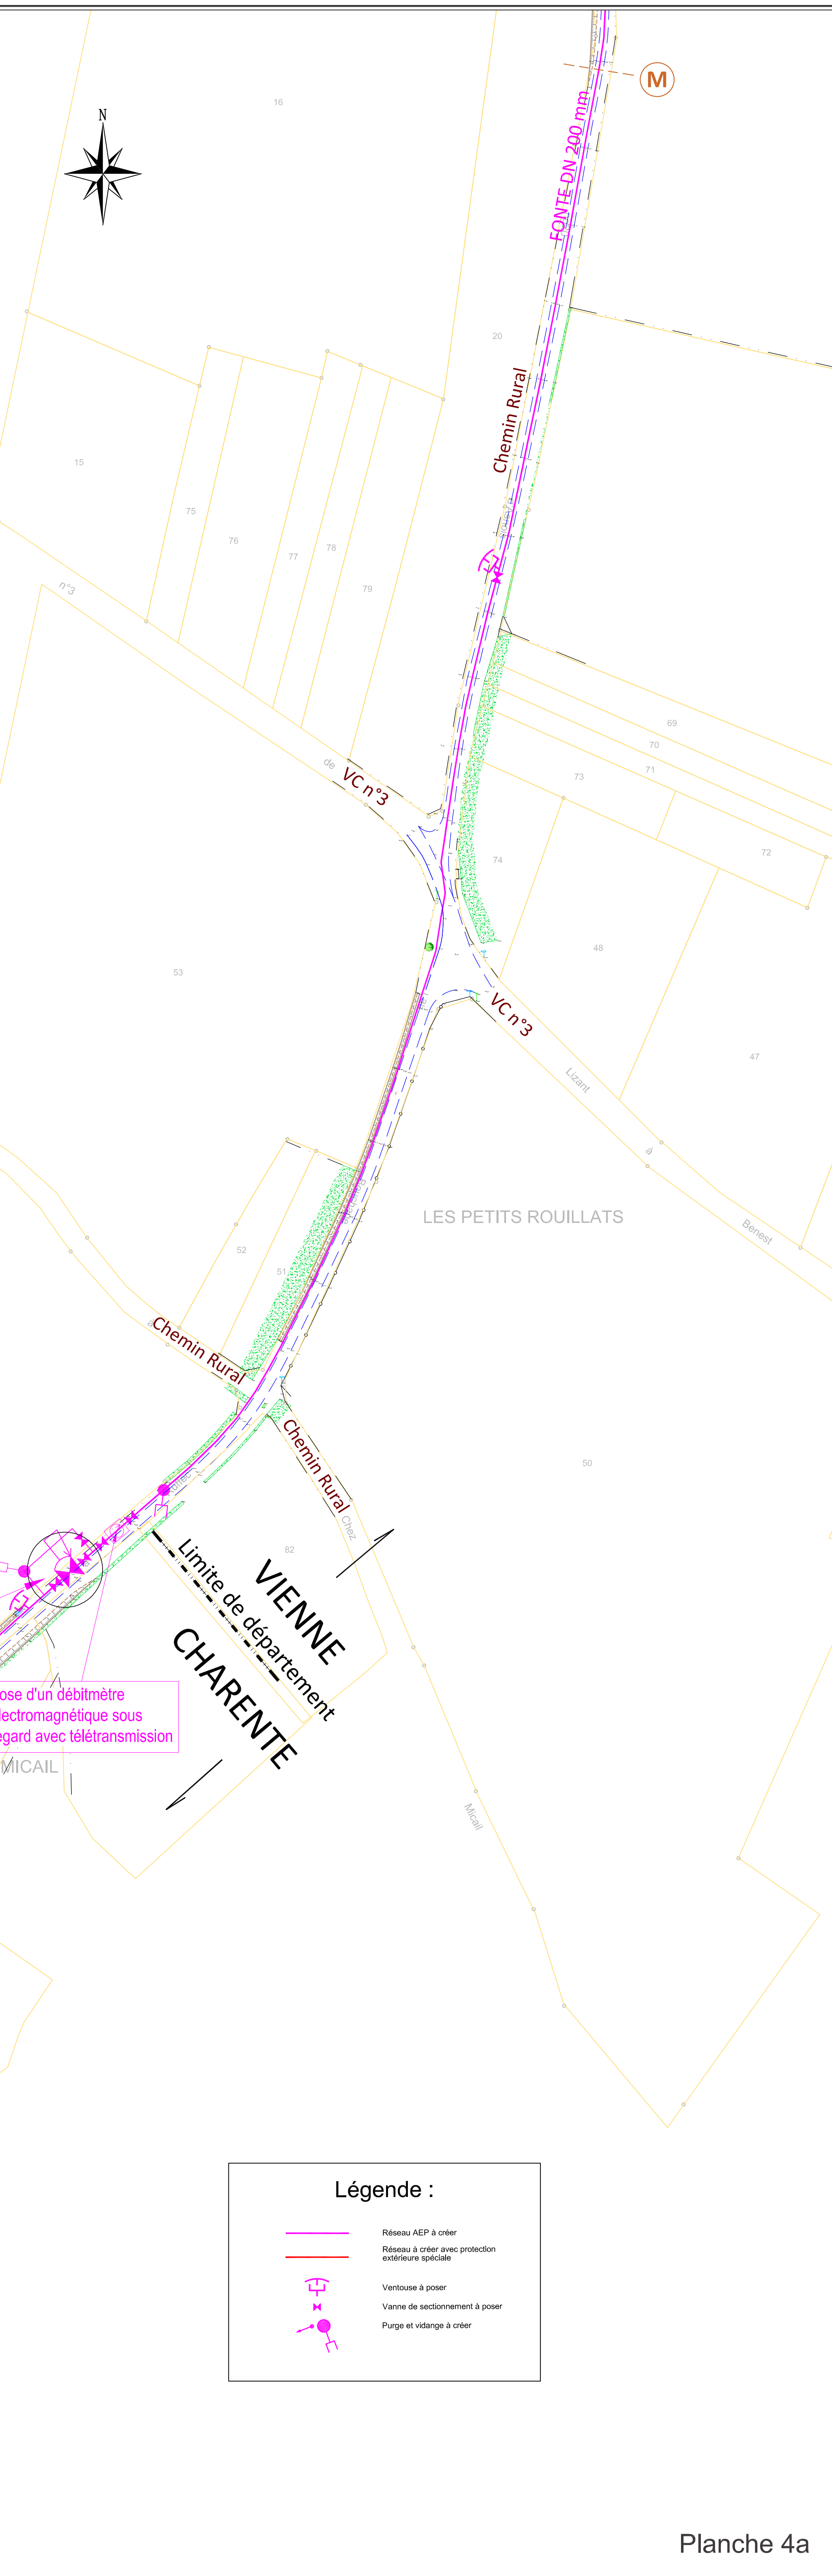 M
16
N
FONTE DN 200 mm
20
Chemin Rural
15
75
76
77
78
79
n°3
69
70
71
73
72
de
VC n°3
74
48
53
VC n°3
47
Lizant
à
LES PETITS ROUILLATS
Benest
52
51
Chemin Rural
Chemin Rural
50
Chez
82
Limite de département
VIENNE
CHARENTE
ose d'un débitmètre
lectromagnétique sous
egard avec télétransmission
MICAIL
Micail
Légende :
Réseau AEP à créer
Réseau à créer avec protection
extérieure spéciale
Ventouse à poser
Vanne de sectionnement à poser
Purge et vidange à créer
Planche 4a